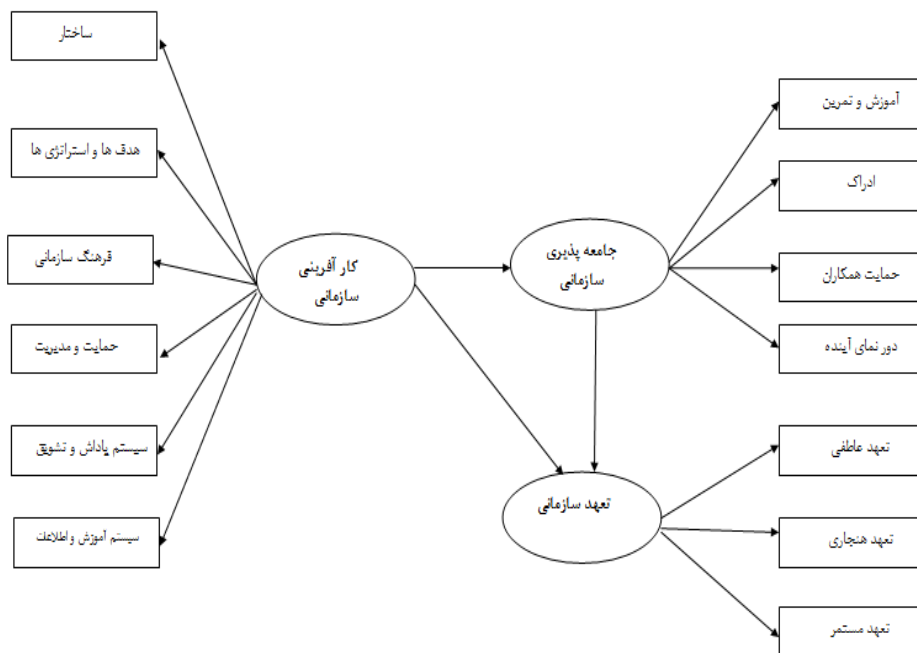 ساختار
هدف ها و استراتژی ها
قرهنگ سازمانی
حمایت و مدیریت
سیستم پاداش و تشویق
سیستم آموزش و اطلاعات
کار آفرینی
سازمانی
جامعه پذیری
سازمانی
تعهد سازمانی
آموزش و تمرین
ادراک
حمایت همکاران
دور نمای آینده
تعهد عاطفی
تعهد هنجاری
تعهد مستمر